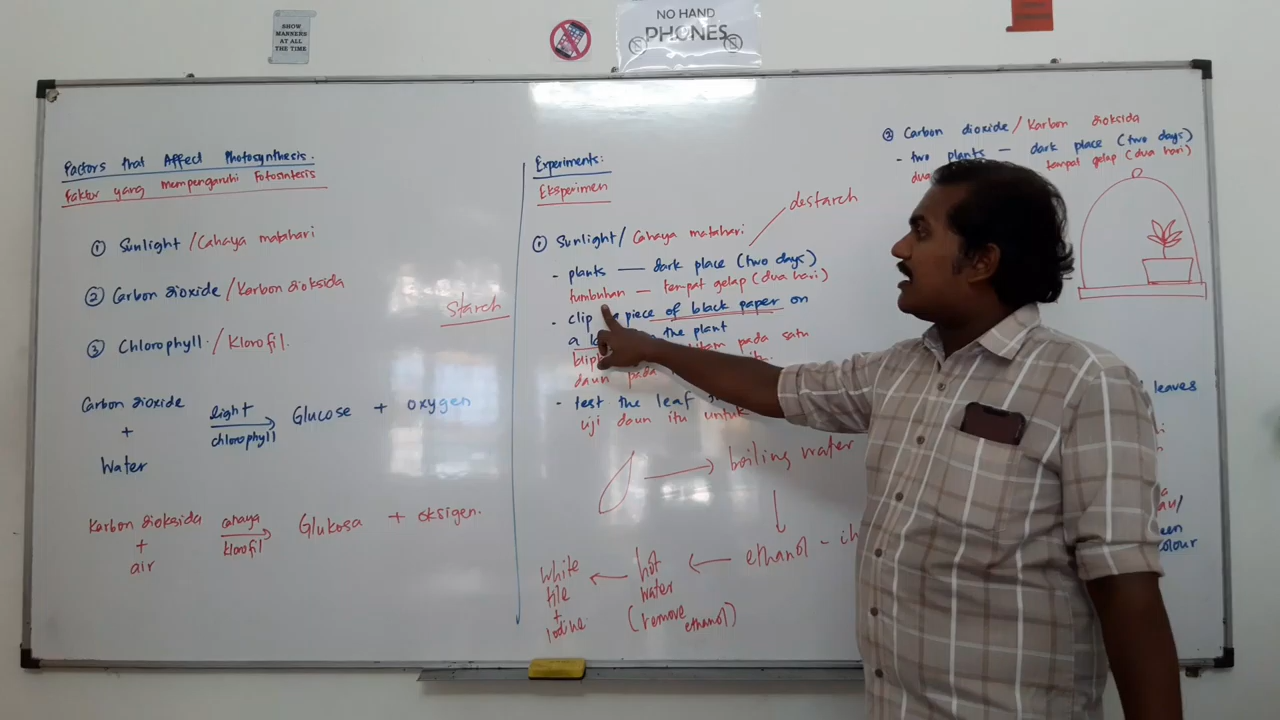 SHOW
MANNERS
AT ALL
THE TIME
NO HAND
PHONES
Factors that Affect Photosynthesis.
Faktor yang mempengaruhi Fotosintesis
① Sunlight / Cahaya matahari
② Carbon dioxide / Karbon dioksida
③ Chlorophyll / Klorofil.
Carbon dioxide
+
Water
light
chlorophyll
Glucose + oxygen
Karbon dioksida
+
air
cahaya
klorofil
Glukosa + oksigen.
Starch
Experiments:
Eksperimen
① Sunlight / Cahaya matahari
destarch
- plants — dark place (two days)
tumbuhan — tempat gelap (dua hari)
- clip piece of black paper on
a the plant
pada satu
daun pada
- test the leaf
uji daun itu untuk
boiling water
ethanol -
hot
water
(remove
ethanol)
white
tile
+
Iodine
② Carbon dioxide / Karbon dioksida
- two plants — dark place (two days)
tempat gelap (dua hari)
leaves
colour